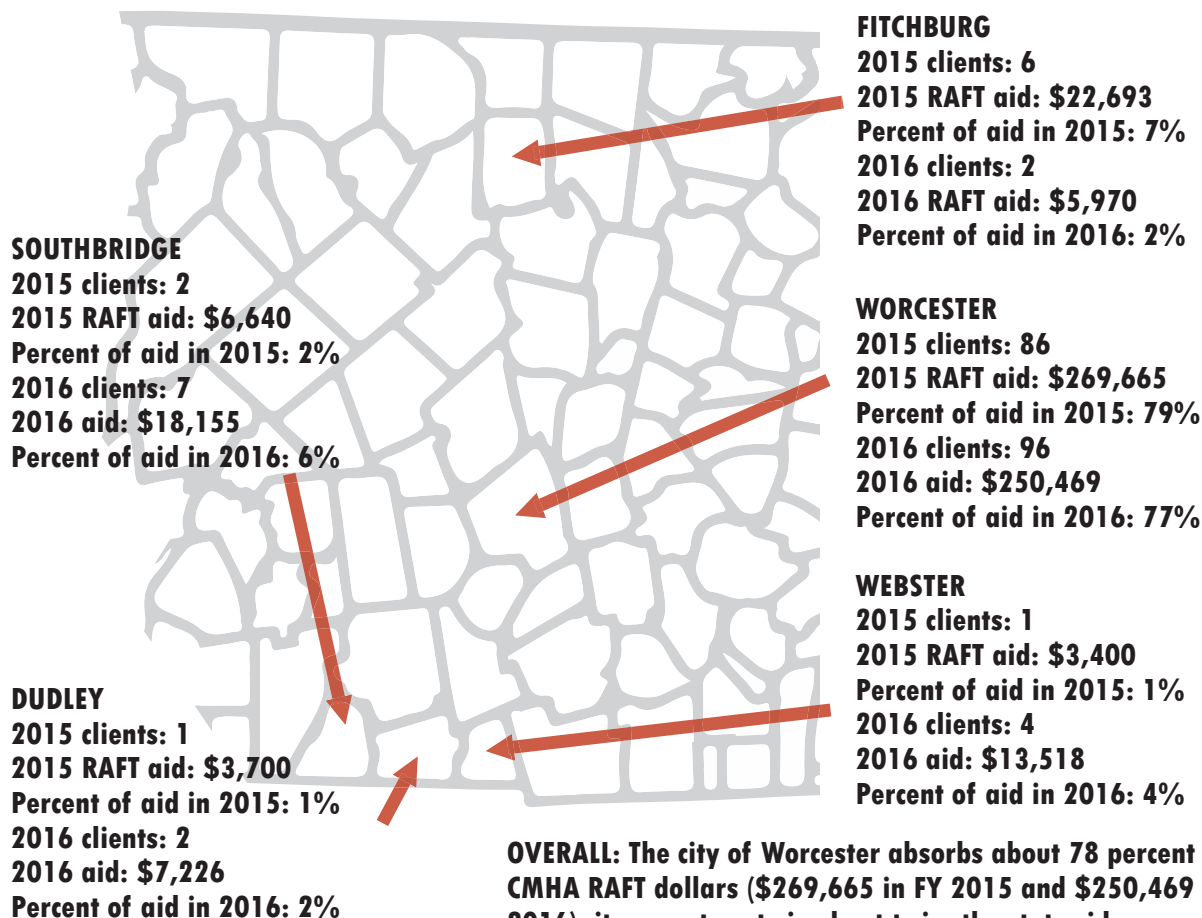 FITCHBURG
2015 clients: 6
2015 RAFT aid: $22,693
Percent of aid in 2015: 7%
2016 clients: 2
2016 RAFT aid: $5,970
Percent of aid in 2016: 2%
SOUTHBRIDGE
2015 clients: 2
2015 RAFT aid: $6,640
Percent of aid in 2015: 2%
2016 clients: 7
2016 aid: $18,155
Percent of aid in 2016: 6%
WORCESTER
2015 clients: 86
2015 RAFT aid: $269,665
Percent of aid in 2015: 79%
2016 clients: 96
2016 aid: $250,469
Percent of aid in 2016: 77%
WEBSTER
2015 clients: 1
2015 RAFT aid: $3,400
Percent of aid in 2015: 1%
2016 clients: 4
2016 aid: $13,518
Percent of aid in 2016: 4%
DUDLEY
2015 clients: 1
2015 RAFT aid: $3,700
Percent of aid in 2015: 1%
2016 clients: 2
2016 aid: $7,226
Percent of aid in 2016: 2%
OVERALL: The city of Worcester absorbs about 78 percent
CMHA RAFT dollars ($269,665 in FY 2015 and $250,469